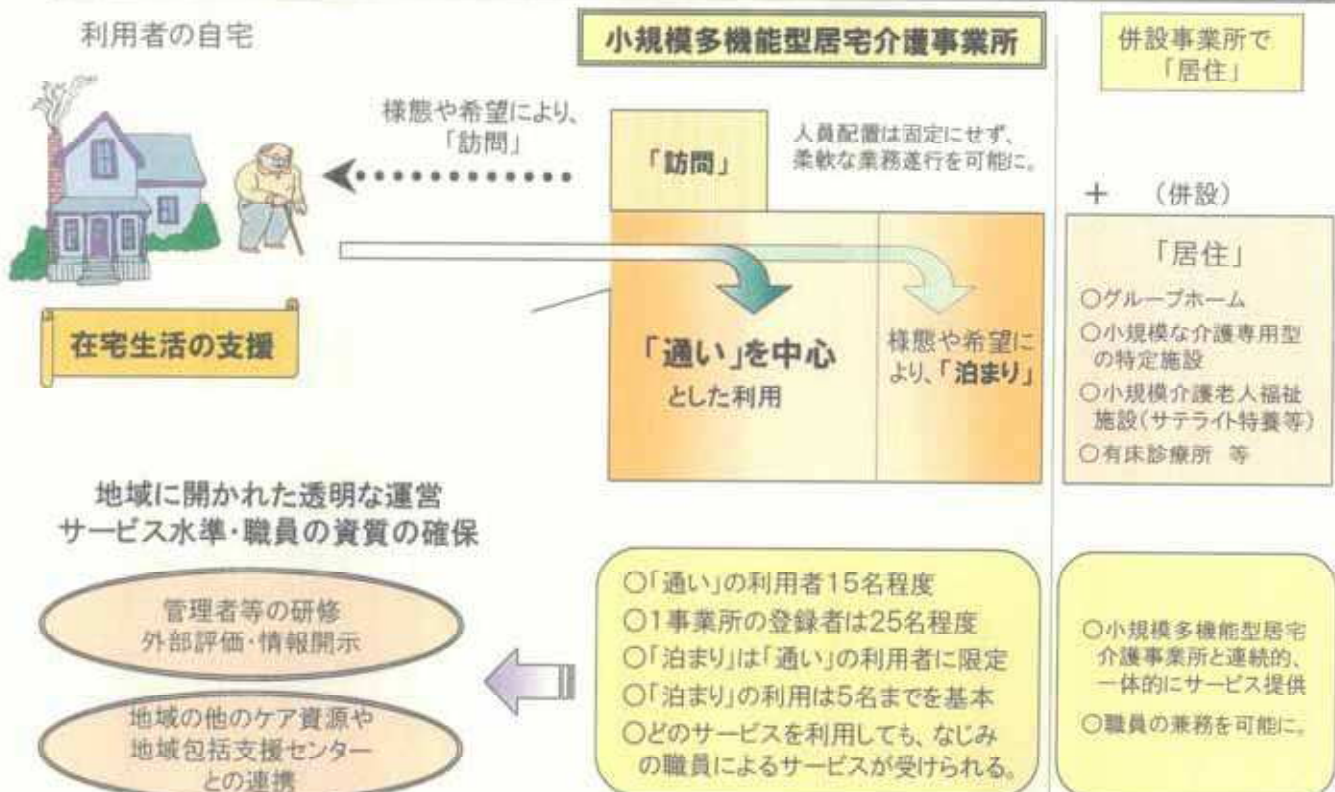 利用者の自宅
小規模多機能型居宅介護事業所
併設事業所で
「居住」
様態や希望により、
「訪問」
「訪問」
人員配置は固定にせず、
柔軟な業務遂行を可能に。
+ (併設)
在宅生活の支援
「通い」を中心
とした利用
様態や希望に
より、「泊まり」
「居住」
○グループホーム
○小規模な介護専用型
の特定施設
○小規模介護老人福祉
施設(サテライト特養等)
○有床診療所 等
地域に開かれた透明な運営
サービス水準・職員の資質の確保
管理者等の研修
外部評価・情報開示
地域の他のケア資源や
地域包括支援センター
との連携
○「通い」の利用者15名程度
○1事業所の登録者は25名程度
○「泊まり」は「通い」の利用者に限定
○「泊まり」の利用は5名までを基本
○どのサービスを利用しても、なじみ
の職員によるサービスが受けられる。
○小規模多機能型居宅
介護事業所と連続的、
一体的にサービス提供
○職員の兼務を可能に。